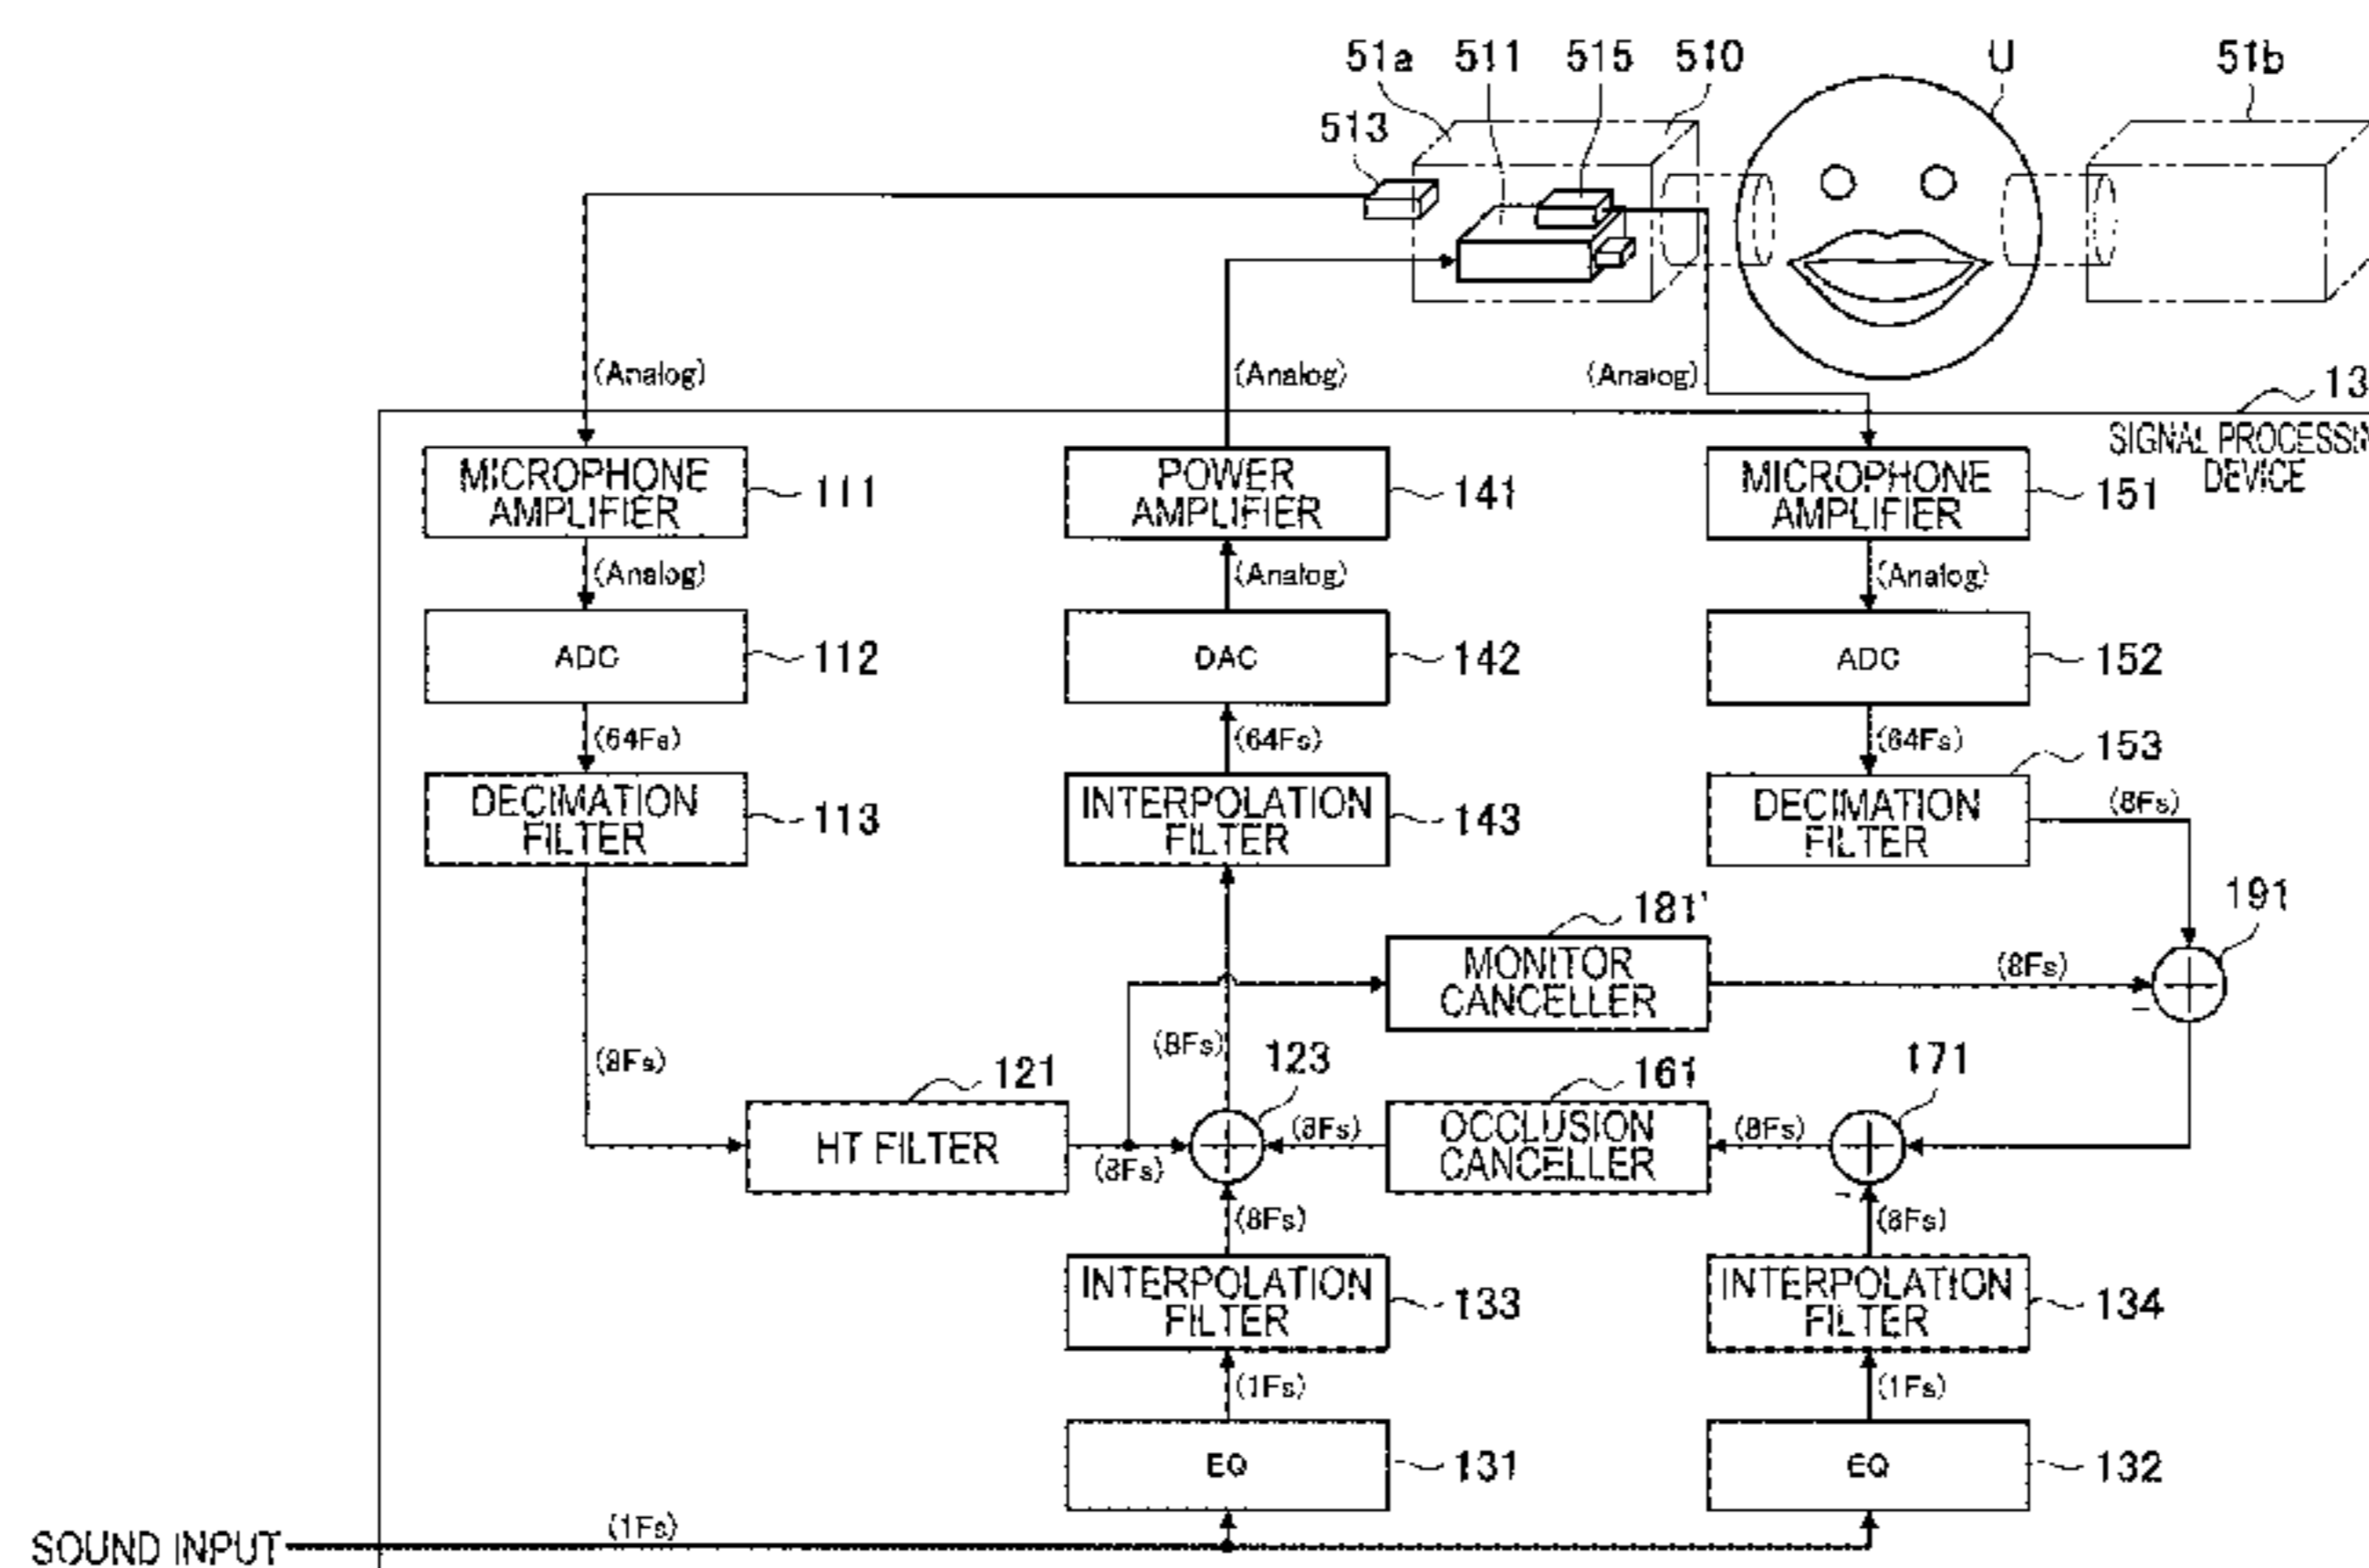 51a 511 515 510 U 51b
513
(Analog) (Analog) (Analog)
13
SIGNAL PROCESSIN
DEVICE
MICROPHONE
AMPLIFIER
111
POWER
AMPLIFIER
141
MICROPHONE
AMPLIFIER
151
(Analog) (Analog) (Analog)
ADC
112
DAC
142
ADC
152
(64Fs) (64Fs) (64Fs)
DECIMATION
FILTER
113
INTERPOLATION
FILTER
143
DECIMATION
FILTER
153
(8Fs)
191
181'
MONITOR
CANCELLER
(8Fs)
-
(8Fs)
(8Fs)
121
HT FILTER
(8Fs)
123
(8Fs)
161
OCCLUSION
CANCELLER
(8Fs)
171
-
(8Fs) (8Fs)
INTERPOLATION
FILTER
133
INTERPOLATION
FILTER
134
(1Fs) (1Fs)
EQ
131
EQ
132
SOUND INPUT
(1Fs)